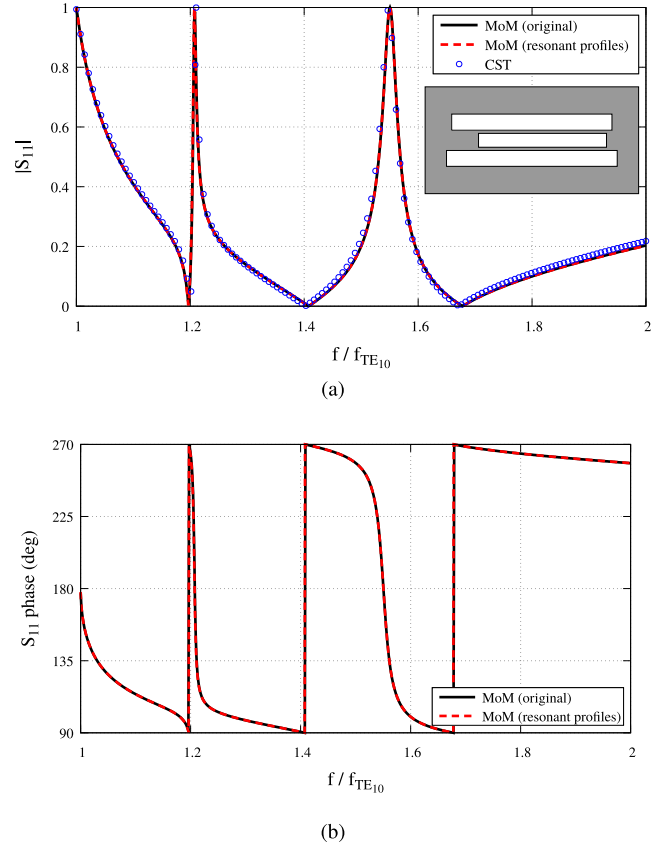 1
0.8
0.6
0.4
0.2
0
|S11|
MoM (original)
MoM (resonant profiles)
CST
1 1.2 1.4 1.6 1.8 2
f / fTE10
(a)
270
225
180
135
90
S11 phase (deg)
MoM (original)
MoM (resonant profiles)
1 1.2 1.4 1.6 1.8 2
f / fTE10
(b)